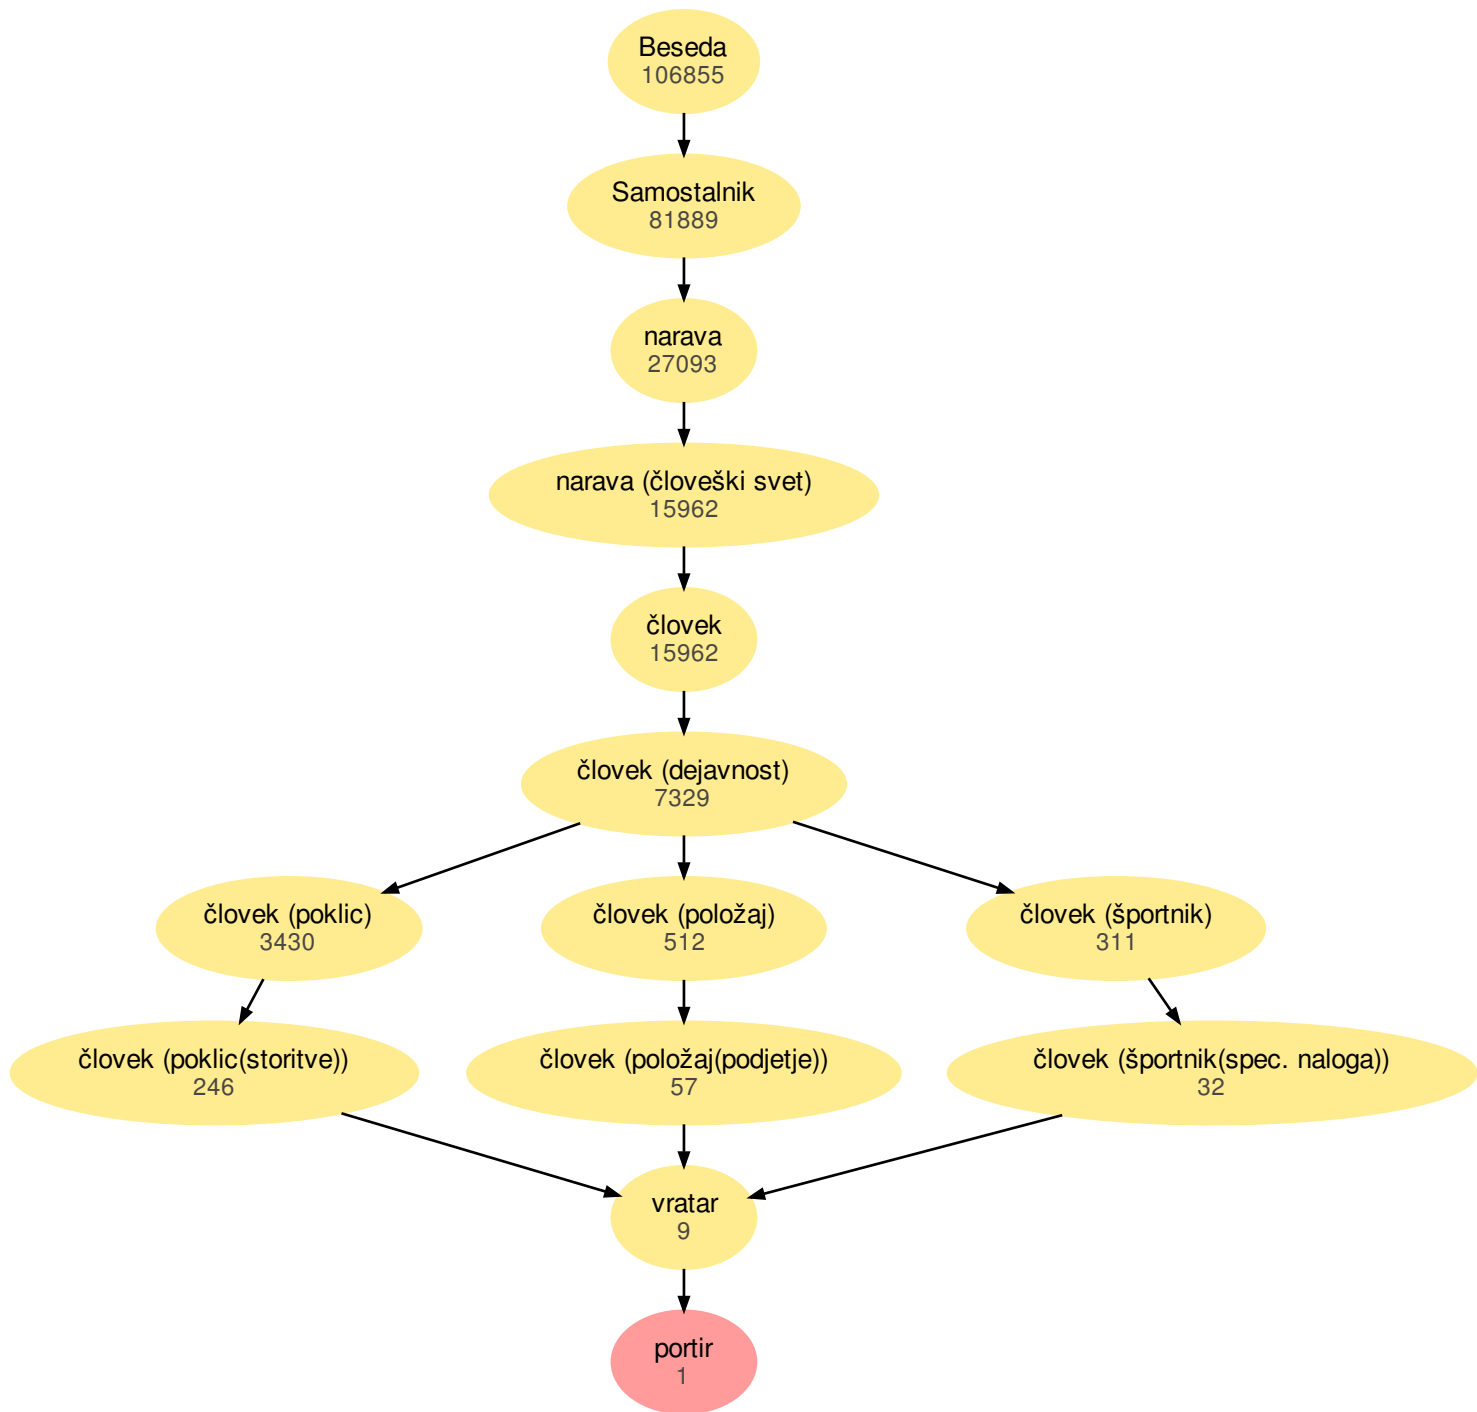 Beseda
106855
Samostalnik
81889
narava
27093
narava (človeški svet)
15962
človek
15962
človek (dejavnost)
7329
človek (poklic)
3430
človek (položaj)
512
človek (športnik)
311
človek (poklic(storitve))
246
človek (položaj(podjetje))
57
človek (športnik(spec. naloga))
32
vratar
9
portir
1